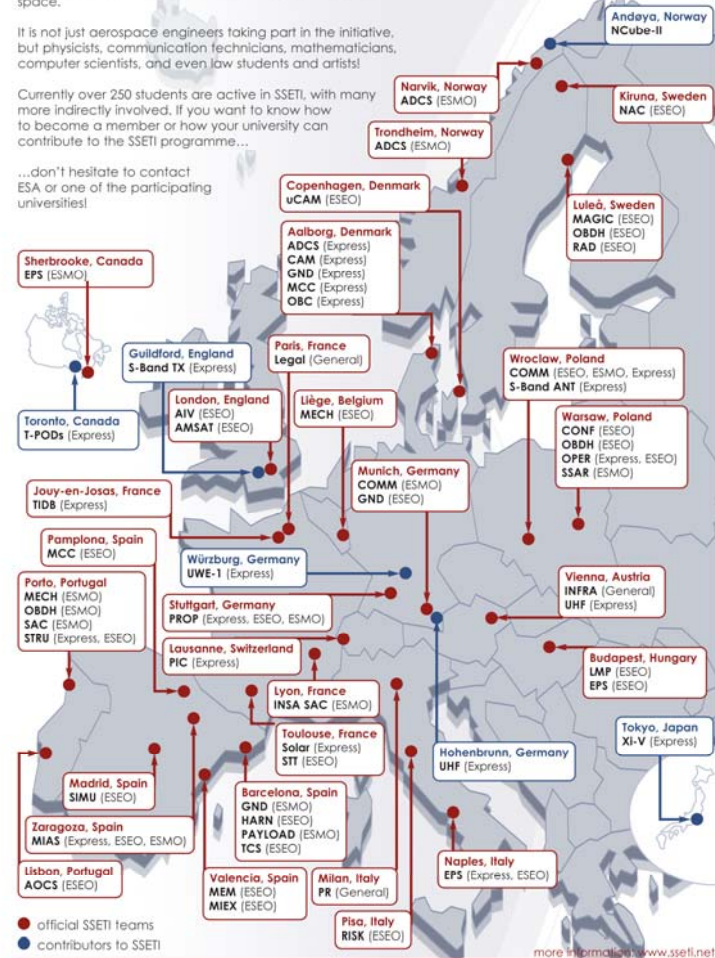 space.
It is not just aerospace engineers taking part in the initiative,
but physicists, communication technicians, mathematicians,
computer scientists, and even law students and artists!
Currently over 250 students are active in SSETI, with many
more indirectly involved. If you want to know how
to become a member or how your university can
contribute to the SSETI programme…
…don't hesitate to contact
ESA or one of the participating
universities!
Andøya, Norway
NCube-II
Narvik, Norway
ADCS (ESMO)
Kiruna, Sweden
NAC (ESEO)
Trondheim, Norway
ADCS (ESMO)
Copenhagen, Denmark
uCAM (ESEO)
Luleå, Sweden
MAGIC (ESEO)
OBDH (ESEO)
RAD (ESEO)
Aalborg, Denmark
ADCS (Express)
CAM (Express)
GND (Express)
MCC (Express)
OBC (Express)
Sherbrooke, Canada
EPS (ESMO)
Guildford, England
S-Band TX (Express)
Paris, France
Legal (General)
Wroclaw, Poland
COMM (ESEO, ESMO, Express)
S-Band ANT (Express)
Toronto, Canada
T-PODs (Express)
London, England
AIV (ESEO)
AMSAT (ESEO)
Liège, Belgium
MECH (ESEO)
Warsaw, Poland
CONF (ESEO)
OBDH (ESEO)
OPER (Express, ESEO)
SSAR (ESMO)
Munich, Germany
COMM (ESMO)
GND (ESEO)
Jouy-en-Josas, France
TIDB (Express)
Pamplona, Spain
MCC (ESEO)
Würzburg, Germany
UWE-1 (Express)
Porto, Portugal
MECH (ESMO)
OBDH (ESMO)
SAC (ESMO)
STRU (Express, ESEO)
Stuttgart, Germany
PROP (Express, ESEO, ESMO)
Vienna, Austria
INFRA (General)
UHF (Express)
Lausanne, Switzerland
PIC (Express)
Budapest, Hungary
LMP (ESEO)
EPS (ESEO)
Lyon, France
INSA SAC (ESMO)
Toulouse, France
Solar (Express)
STT (ESEO)
Hohenbrunn, Germany
UHF (Express)
Tokyo, Japan
Xi-V (Express)
Madrid, Spain
SIMU (ESEO)
Barcelona, Spain
GND (ESMO)
HARN (ESEO)
PAYLOAD (ESMO)
TCS (ESEO)
Zaragoza, Spain
MIAS (Express, ESEO, ESMO)
Naples, Italy
EPS (Express, ESEO)
Lisbon, Portugal
AOCS (ESEO)
Valencia, Spain
MEM (ESEO)
MIEX (ESEO)
Milan, Italy
PR (General)
Pisa, Italy
RISK (ESEO)
official SSETI teams
contributors to SSETI
more information: www.sseti.net